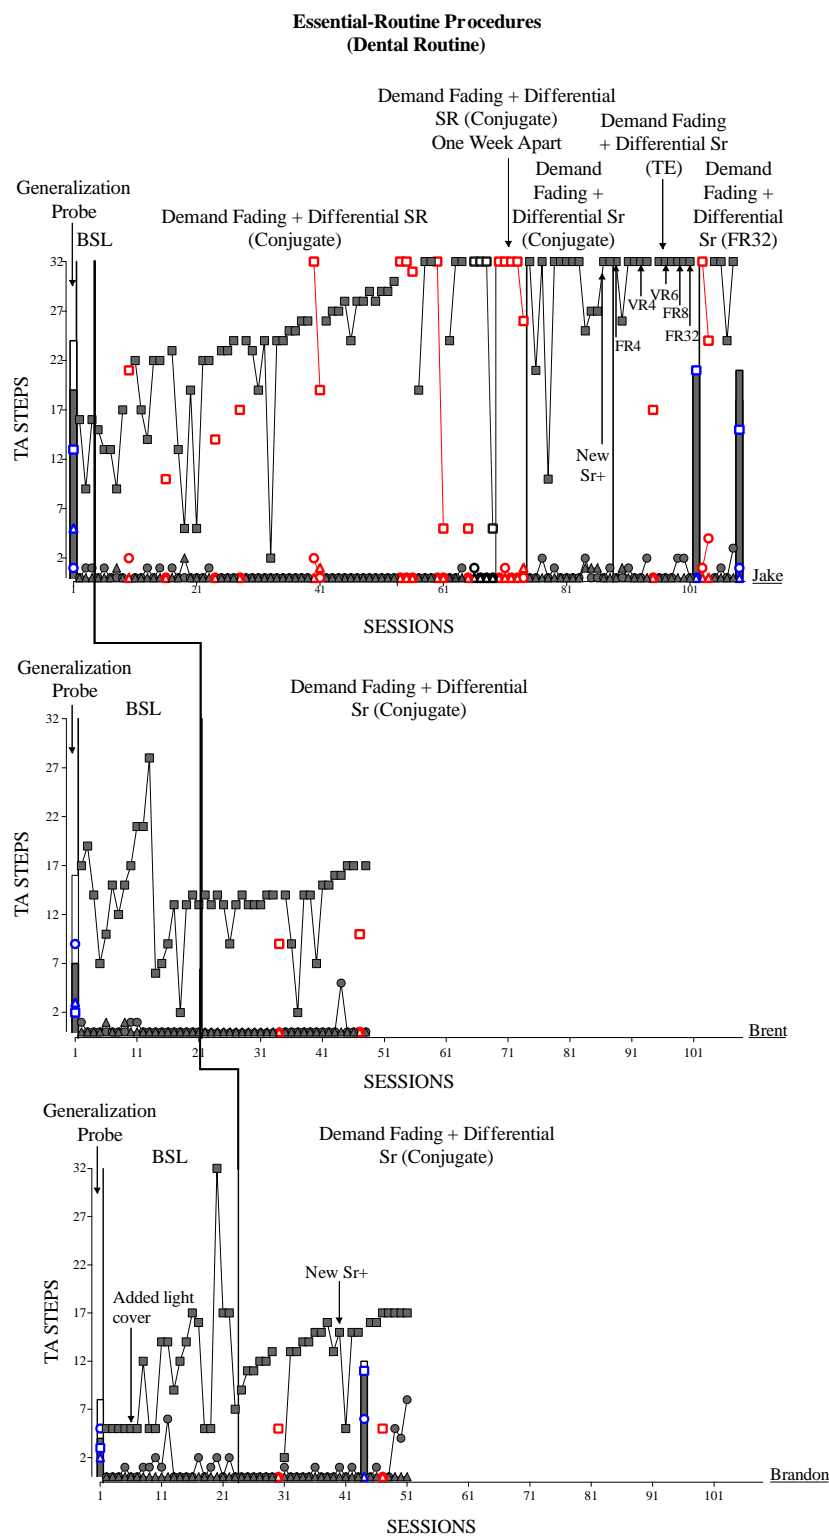 Essential-Routine Procedures
(Dental Routine)
Demand Fading + Differential
SR (Conjugate)
One Week Apart
Demand Fading
+ Differential Sr
(TE)
Generalization
Probe
BSL
Demand Fading + Differential SR
(Conjugate)
Demand
Fading +
Differential Sr
(Conjugate)
Demand
Fading +
Differential
Sr (FR32)
32
27
22
17
12
7
2
TA STEPS
New
Sr+
FR4
VR4
VR6
FR8
FR32
1
21
41
61
81
101
Jake
SESSIONS
Generalization
Probe
BSL
Demand Fading + Differential
Sr (Conjugate)
32
27
22
17
12
7
2
TA STEPS
1
11
21
31
41
51
61
71
81
91
101
Brent
SESSIONS
Generalization
Probe
BSL
Demand Fading + Differential
Sr (Conjugate)
32
27
22
17
12
7
2
TA STEPS
Added light
cover
New Sr+
1
11
21
31
41
51
61
71
81
91
101
Brandon
SESSIONS